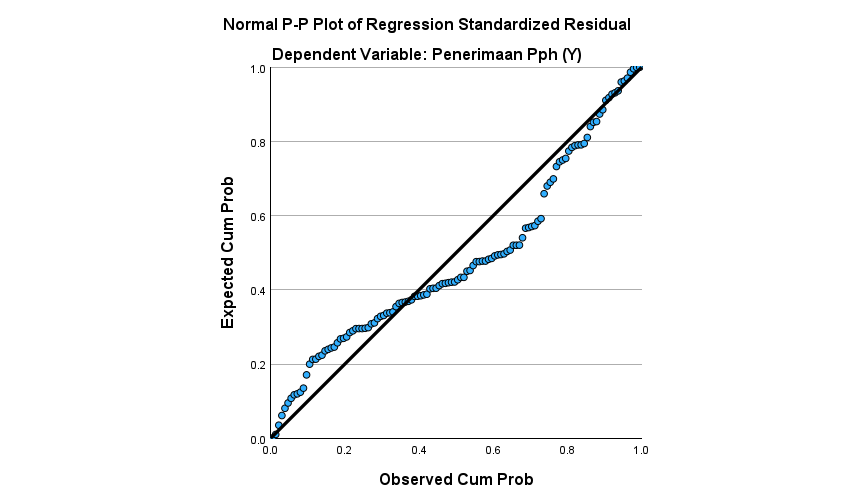 Normal P-P Plot of Regression Standardized Residual
Dependent Variable: Penerimaan Pph (Y)
Expected Cum Prob
1.0
0.8
0.6
0.4
0.2
0.0
0.0 0.2 0.4 0.6 0.8 1.0
Observed Cum Prob